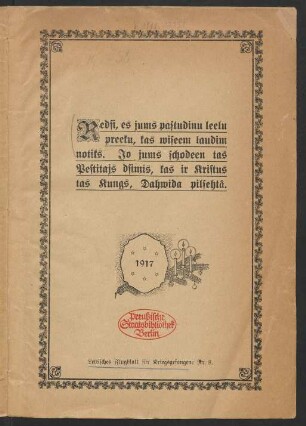 Redsi, es jums pasludinu leelu
preeku, kas wiseem laudim
notiks. Jo jums schodeen tas
Pestitajs dsimis, kas ir Kristus
tas Kungs, Dahwida pilsehtâ.
1917
Preußische
Staatsbibliothek
Berlin
Lettisches Flugblatt für Kriegsgefangene Nr. 8.